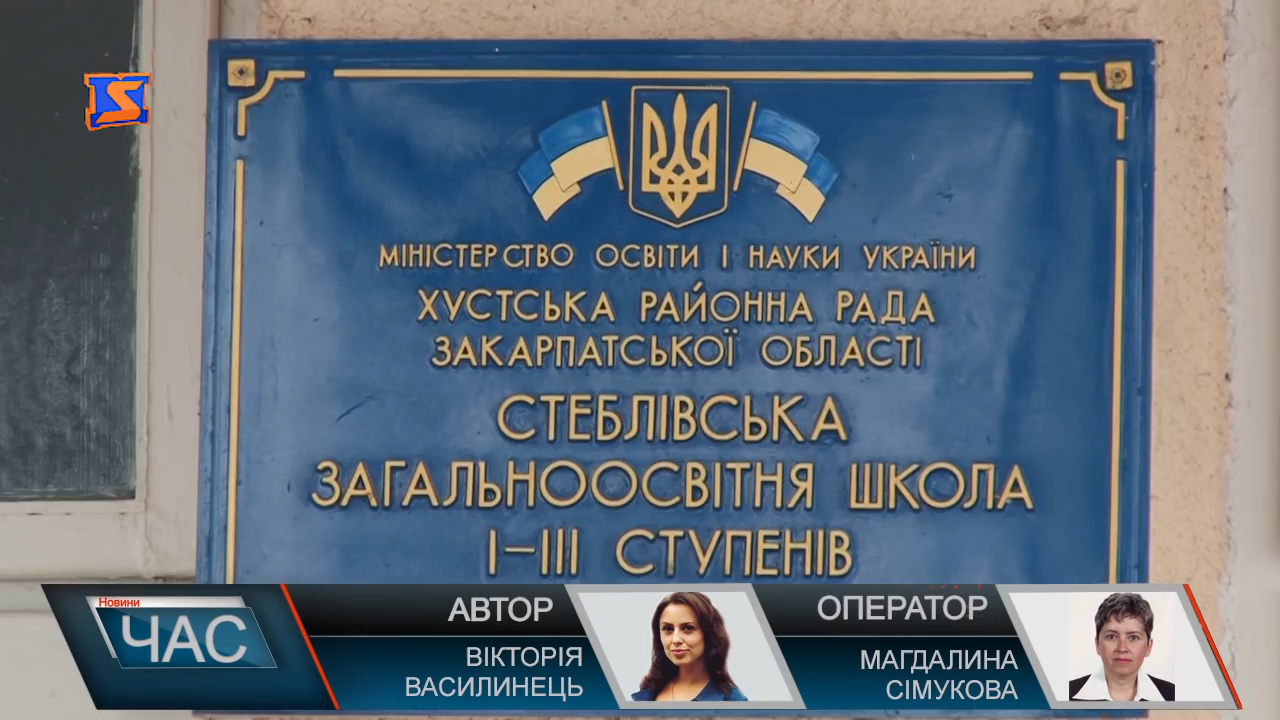 МІНІСТЕРСТВО ОСВІТИ І НАУКИ УКРАЇНИ
ХУСТСЬКА РАЙОННА РАДА
ЗАКАРПАТСЬКОЇ ОБЛАСТІ
СТЕБЛІВСЬКА
ЗАГАЛЬНООСВІТНЯ ШКОЛА
І–ІІІ СТУПЕНІВ
Новини
ЧАС
АВТОР
ВІКТОРІЯ
ВАСИЛИНЕЦЬ
ОПЕРАТОР
МАГДАЛИНА
СІМУКОВА